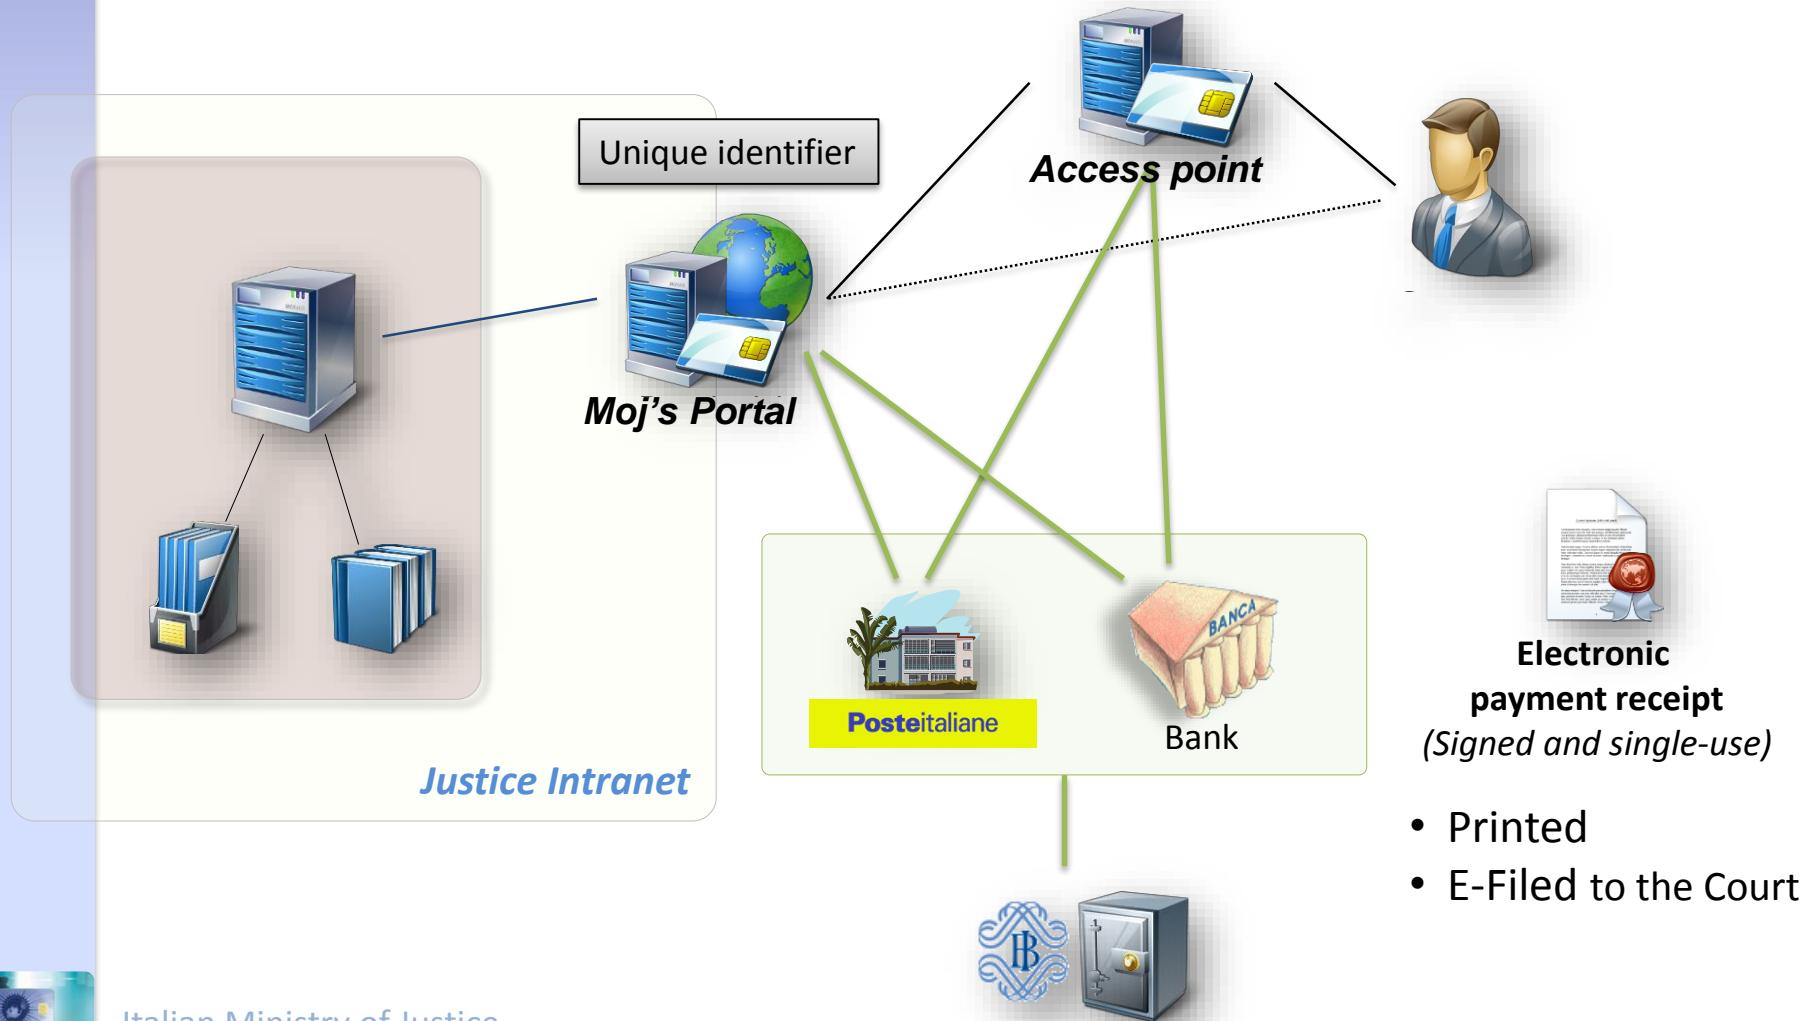 Unique identifier
Access point
Moj's Portal
BANCA
Posteitaliane
Bank
Justice Intranet
Electronic
payment receipt
(Signed and single-use)
• Printed
• E-Filed to the Court
Italian Ministry of Justice